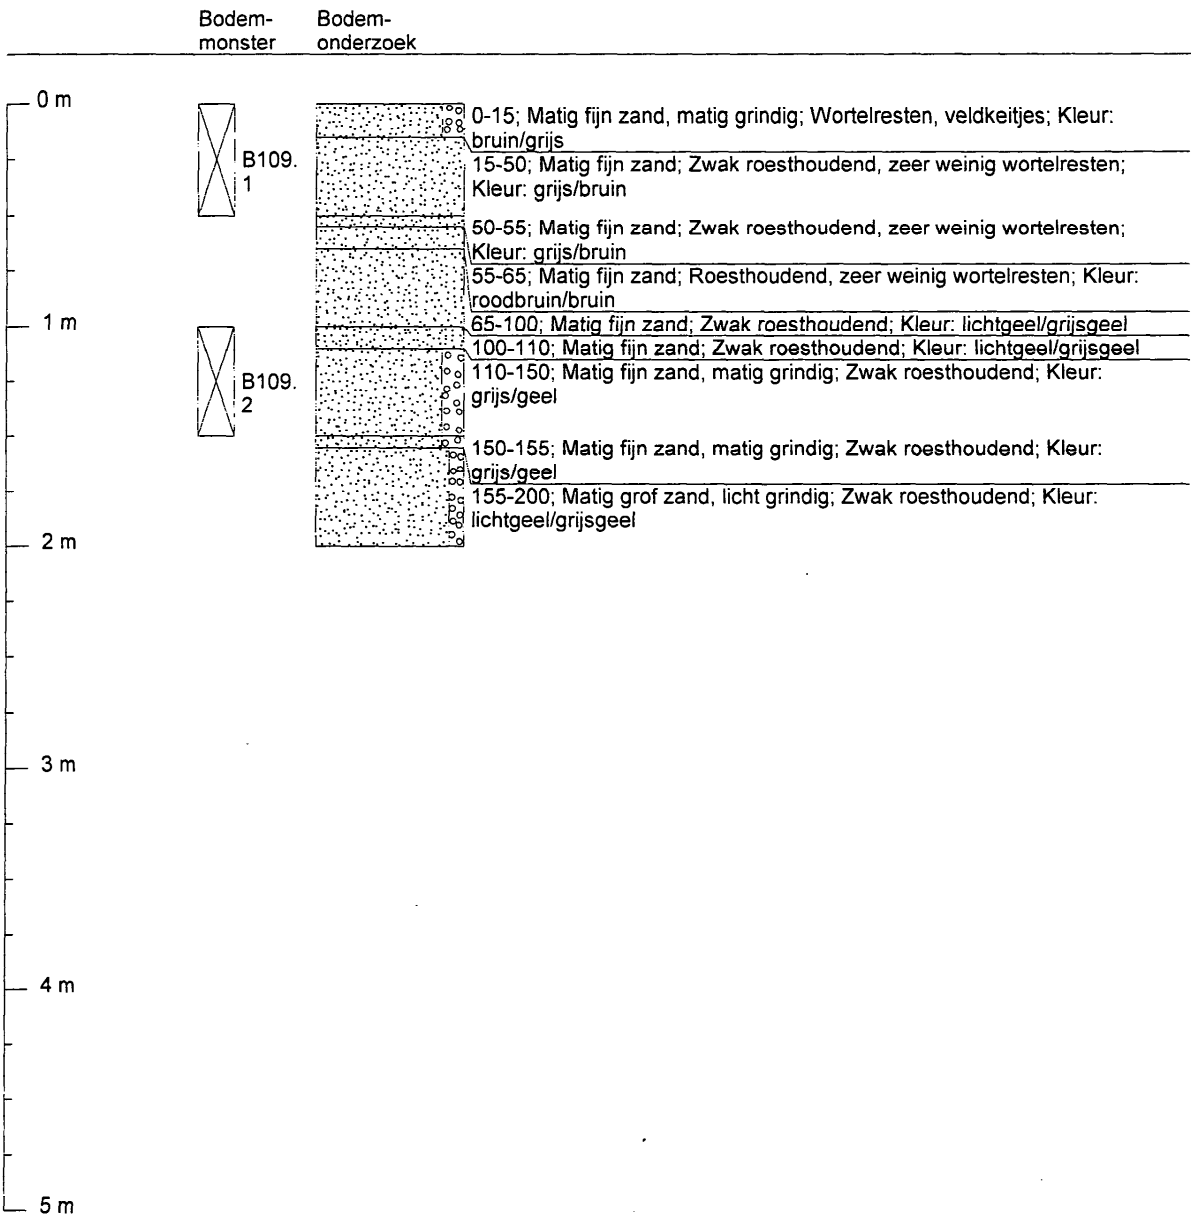 Bodem-
monster
Bodem-
onderzoek
0 m
B109.
1
0-15; Matig fijn zand, matig grindig; Wortelresten, veldkeitjes; Kleur:
bruin/grijs
15-50; Matig fijn zand; Zwak roesthoudend, zeer weinig wortelresten;
Kleur: grijs/bruin
50-55; Matig fijn zand; Zwak roesthoudend, zeer weinig wortelresten;
Kleur: grijs/bruin
55-65; Matig fijn zand; Roesthoudend, zeer weinig wortelresten; Kleur:
roodbruin/bruin
1 m
65-100; Matig fijn zand; Zwak roesthoudend; Kleur: lichtgeel/grijsgeel
100-110; Matig fijn zand; Zwak roesthoudend; Kleur: lichtgeel/grijsgeel
B109.
2
110-150; Matig fijn zand, matig grindig; Zwak roesthoudend; Kleur:
grijs/geel
150-155; Matig fijn zand, matig grindig; Zwak roesthoudend; Kleur:
grijs/geel
155-200; Matig grof zand, licht grindig; Zwak roesthoudend; Kleur:
lichtgeel/grijsgeel
2 m
3 m
4 m
5 m